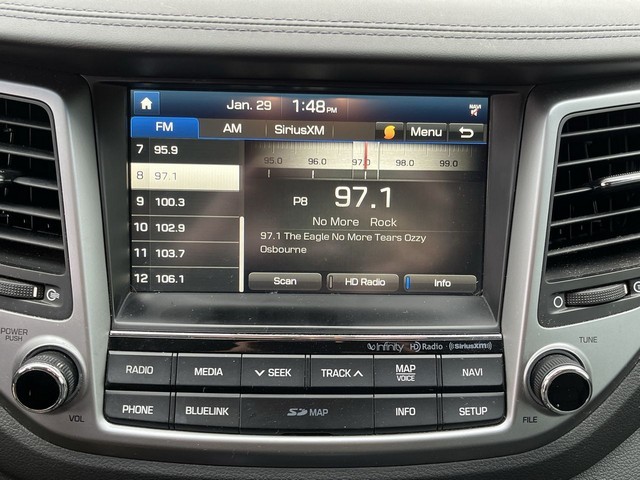 Jan. 29 1:48 PM NAVI
FM AM SiriusXM Menu
7 95.9
8 97.1
9 100.3
10 102.9
11 103.7
12 106.1
95.0 96.0 97.0 98.0 99.0
P8 97.1
No More Rock
97.1 The Eagle No More Tears Ozzy
Osbourne
Scan HD Radio Info
Infinity HD Radio SiriusXM
POWER
PUSH
VOL
TUNE
FILE
RADIO MEDIA SEEK TRACK MAP
VOICE NAVI
PHONE BLUELINK SD MAP INFO SETUP